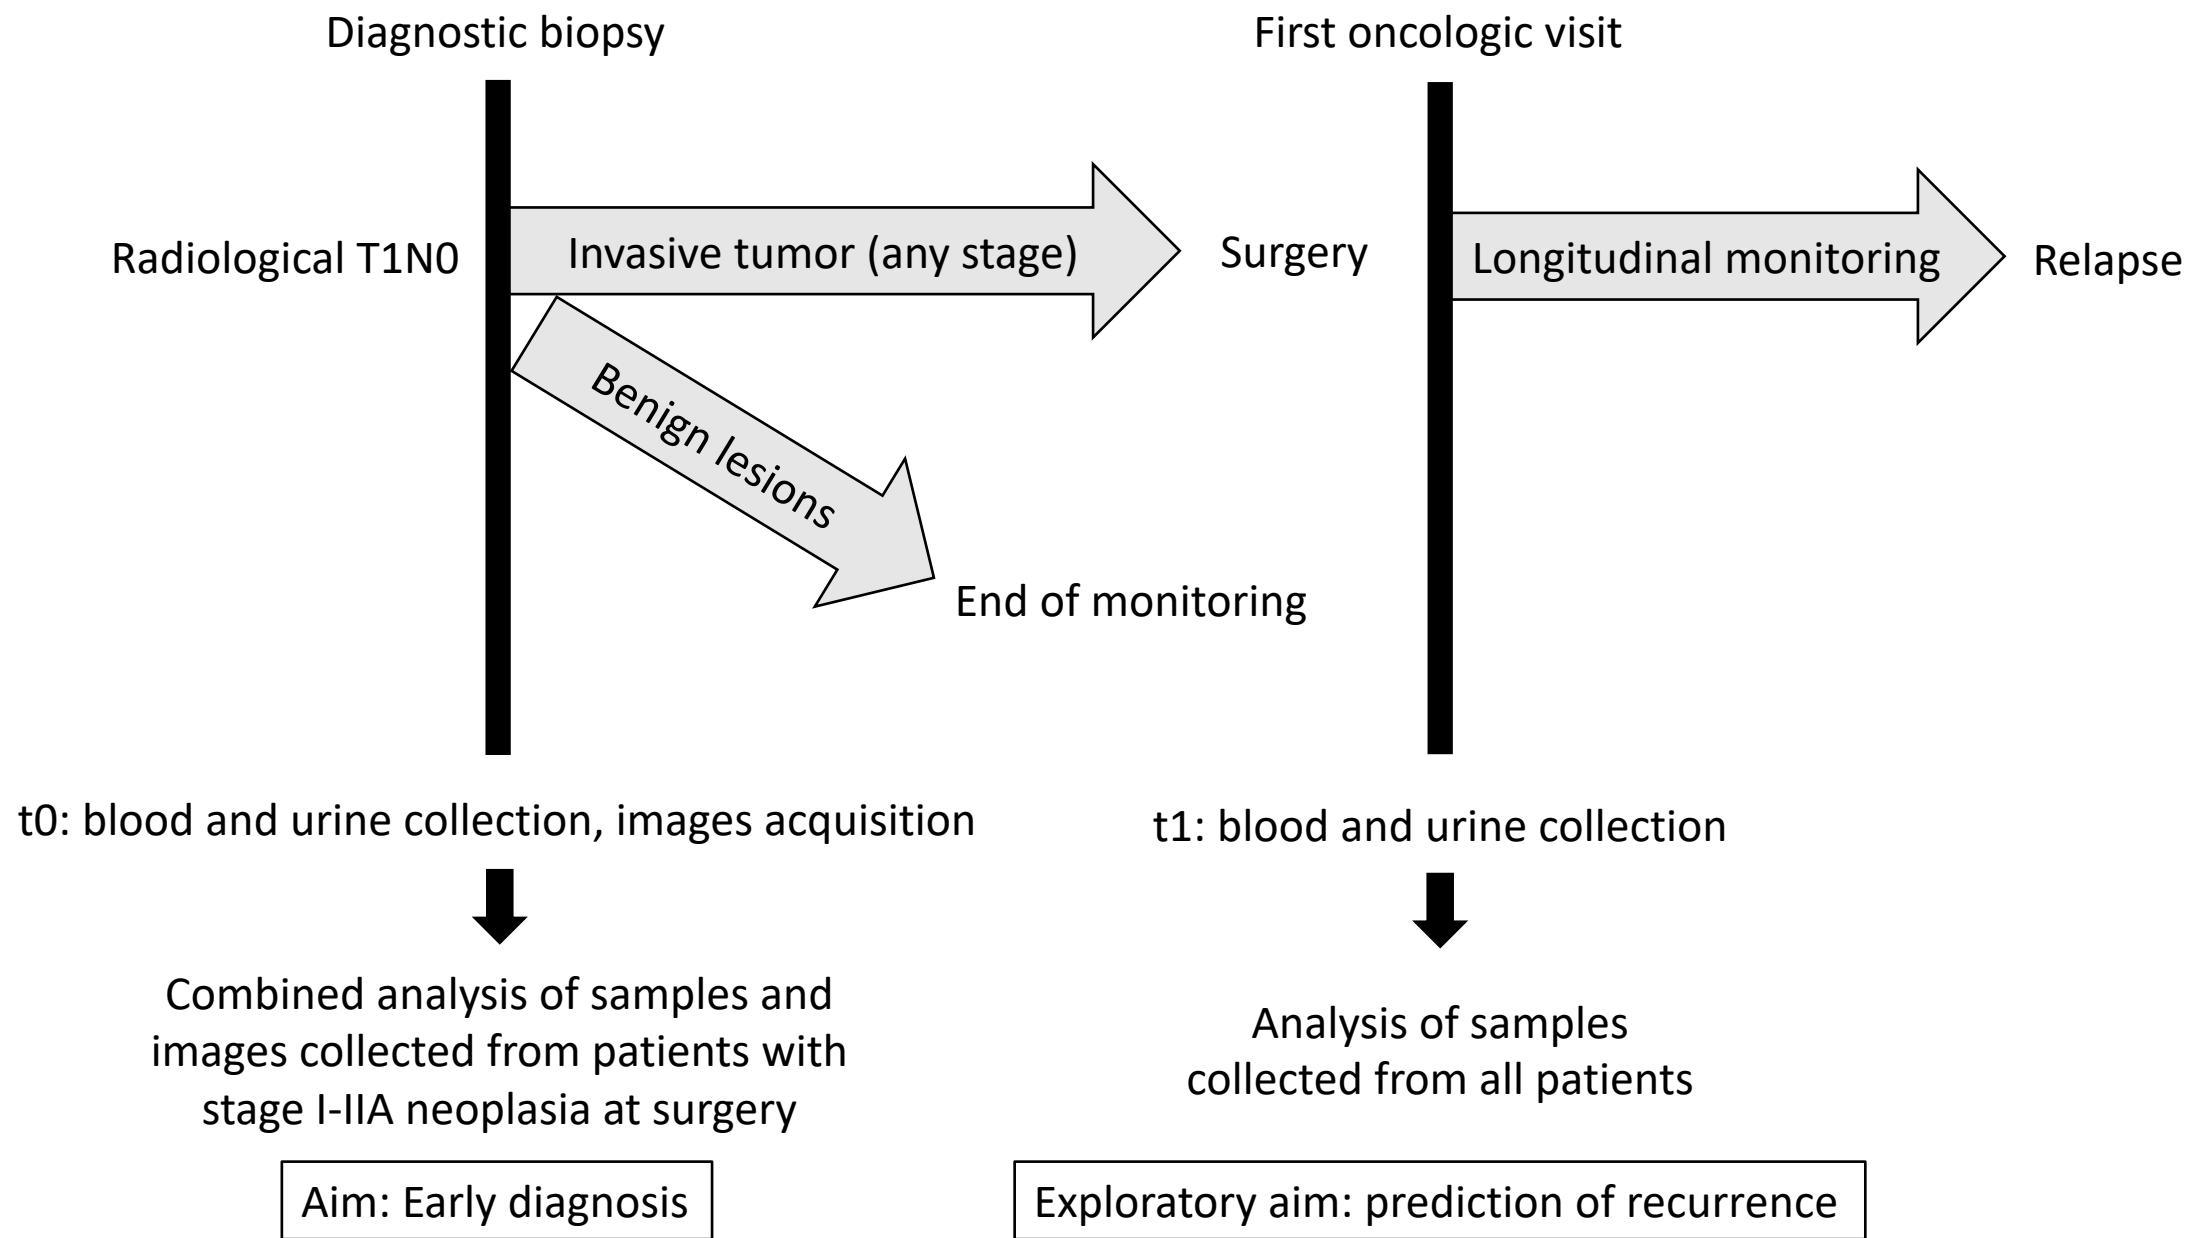 Diagnostic biopsy
First oncologic visit
Radiological T1N0
Invasive tumor (any stage)
Surgery
Longitudinal monitoring
Relapse
Benign lesions
End of monitoring
t0: blood and urine collection, images acquisition
t1: blood and urine collection
Combined analysis of samples and
images collected from patients with
stage I-IIA neoplasia at surgery
Analysis of samples
collected from all patients
Aim: Early diagnosis
Exploratory aim: prediction of recurrence